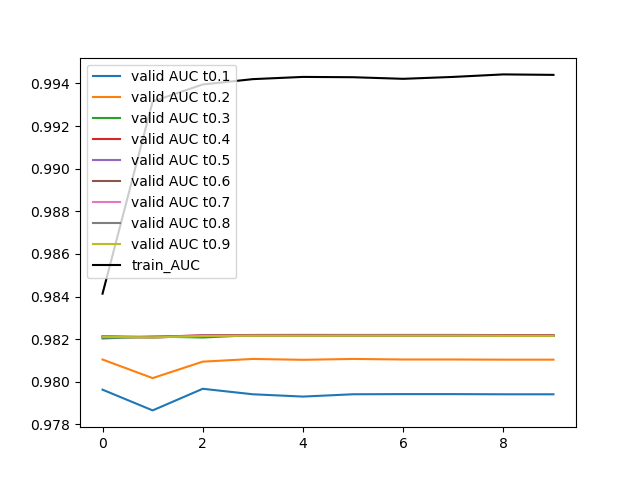 0.994
0.992
0.990
0.988
0.986
0.984
0.982
0.980
0.978
valid AUC t0.1
valid AUC t0.2
valid AUC t0.3
valid AUC t0.4
valid AUC t0.5
valid AUC t0.6
valid AUC t0.7
valid AUC t0.8
valid AUC t0.9
train_AUC
0 2 4 6 8